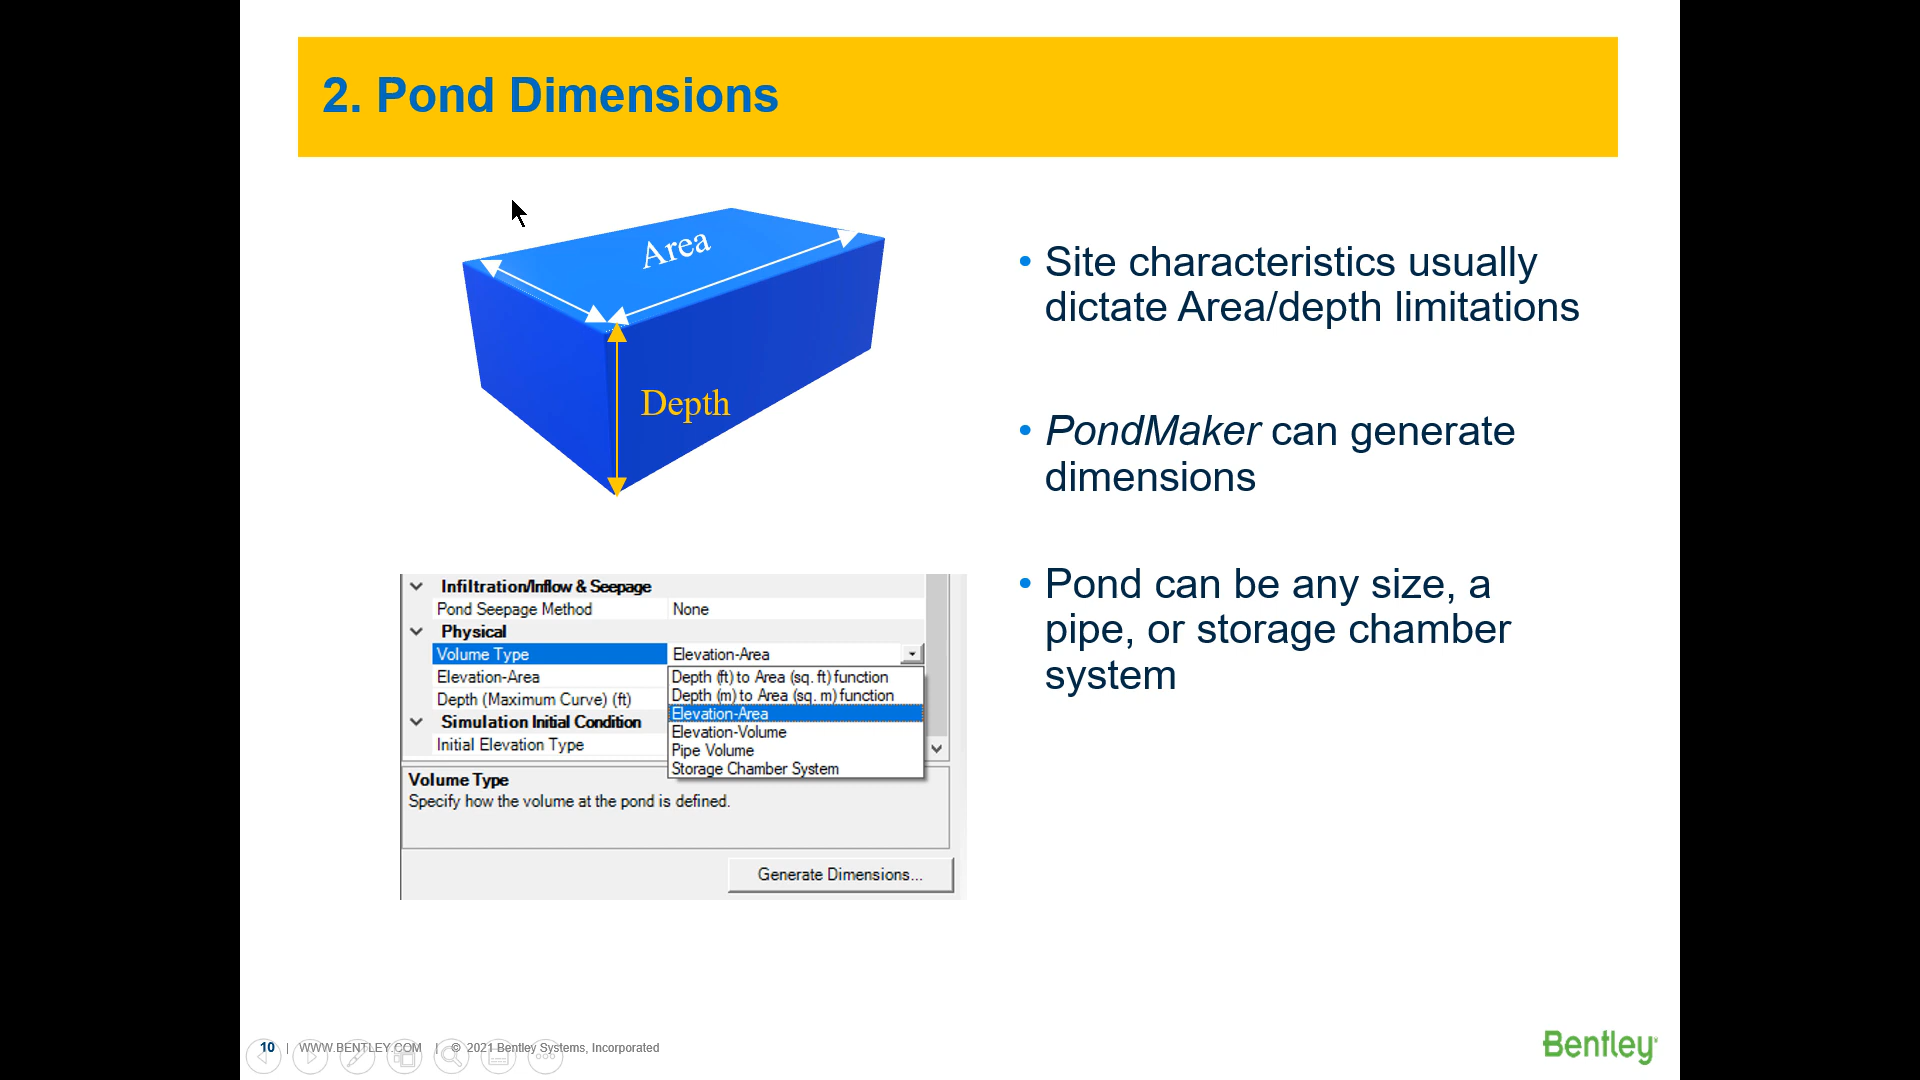 2. Pond Dimensions
Area
Depth
• Site characteristics usually
dictate Area/depth limitations
• PondMaker can generate
dimensions
• Pond can be any size, a
pipe, or storage chamber
system
Infiltration/Inflow & Seepage
Pond Seepage Method None
Physical
Volume Type Elevation-Area
Elevation-Area
Depth (Maximum Curve) (ft)
Simulation Initial Condition
Initial Elevation Type
Depth (ft) to Area (sq. ft) function
Depth (m) to Area (sq. m) function
Elevation-Area
Elevation-Volume
Pipe Volume
Storage Chamber System
Volume Type
Specify how the volume at the pond is defined.
Generate Dimensions...
10 | WWW.BENTLEY.COM | © 2021 Bentley Systems, Incorporated
Bentley